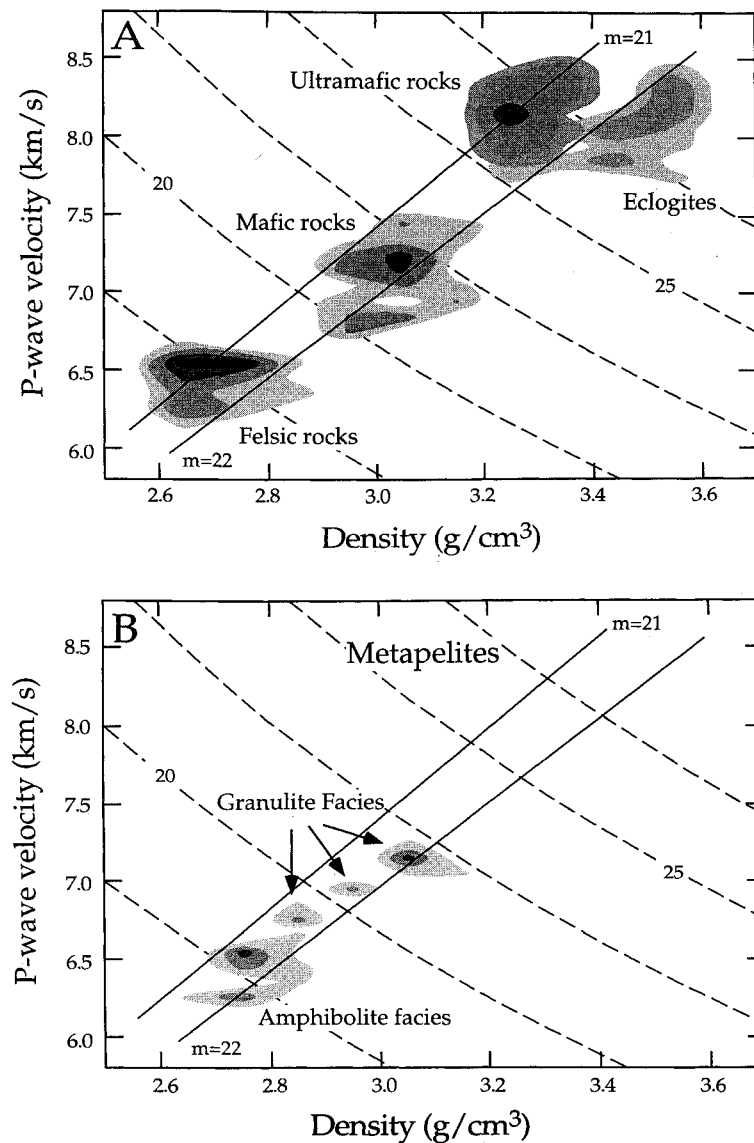 A
m=21
8.5
Ultramafic rocks
8.0
20
Eclogites
7.5
Mafic rocks
25
7.0
6.5
Felsic rocks
6.0
m=22
P-wave velocity (km/s)
2.6 2.8 3.0 3.2 3.4 3.6
Density (g/cm³)
B
m=21
8.5
Metapelites
8.0
20
7.5
Granulite Facies
7.0
25
6.5
Amphibolite facies
6.0
m=22
P-wave velocity (km/s)
2.6 2.8 3.0 3.2 3.4 3.6
Density (g/cm³)